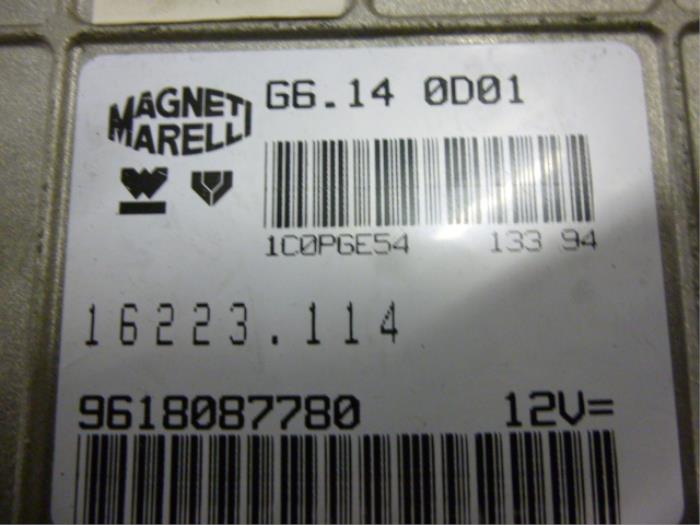 MAGNETI
MARELLI
G6.14 0D01
1C0PGE54 133 94
16223.114
9618087780 12V=